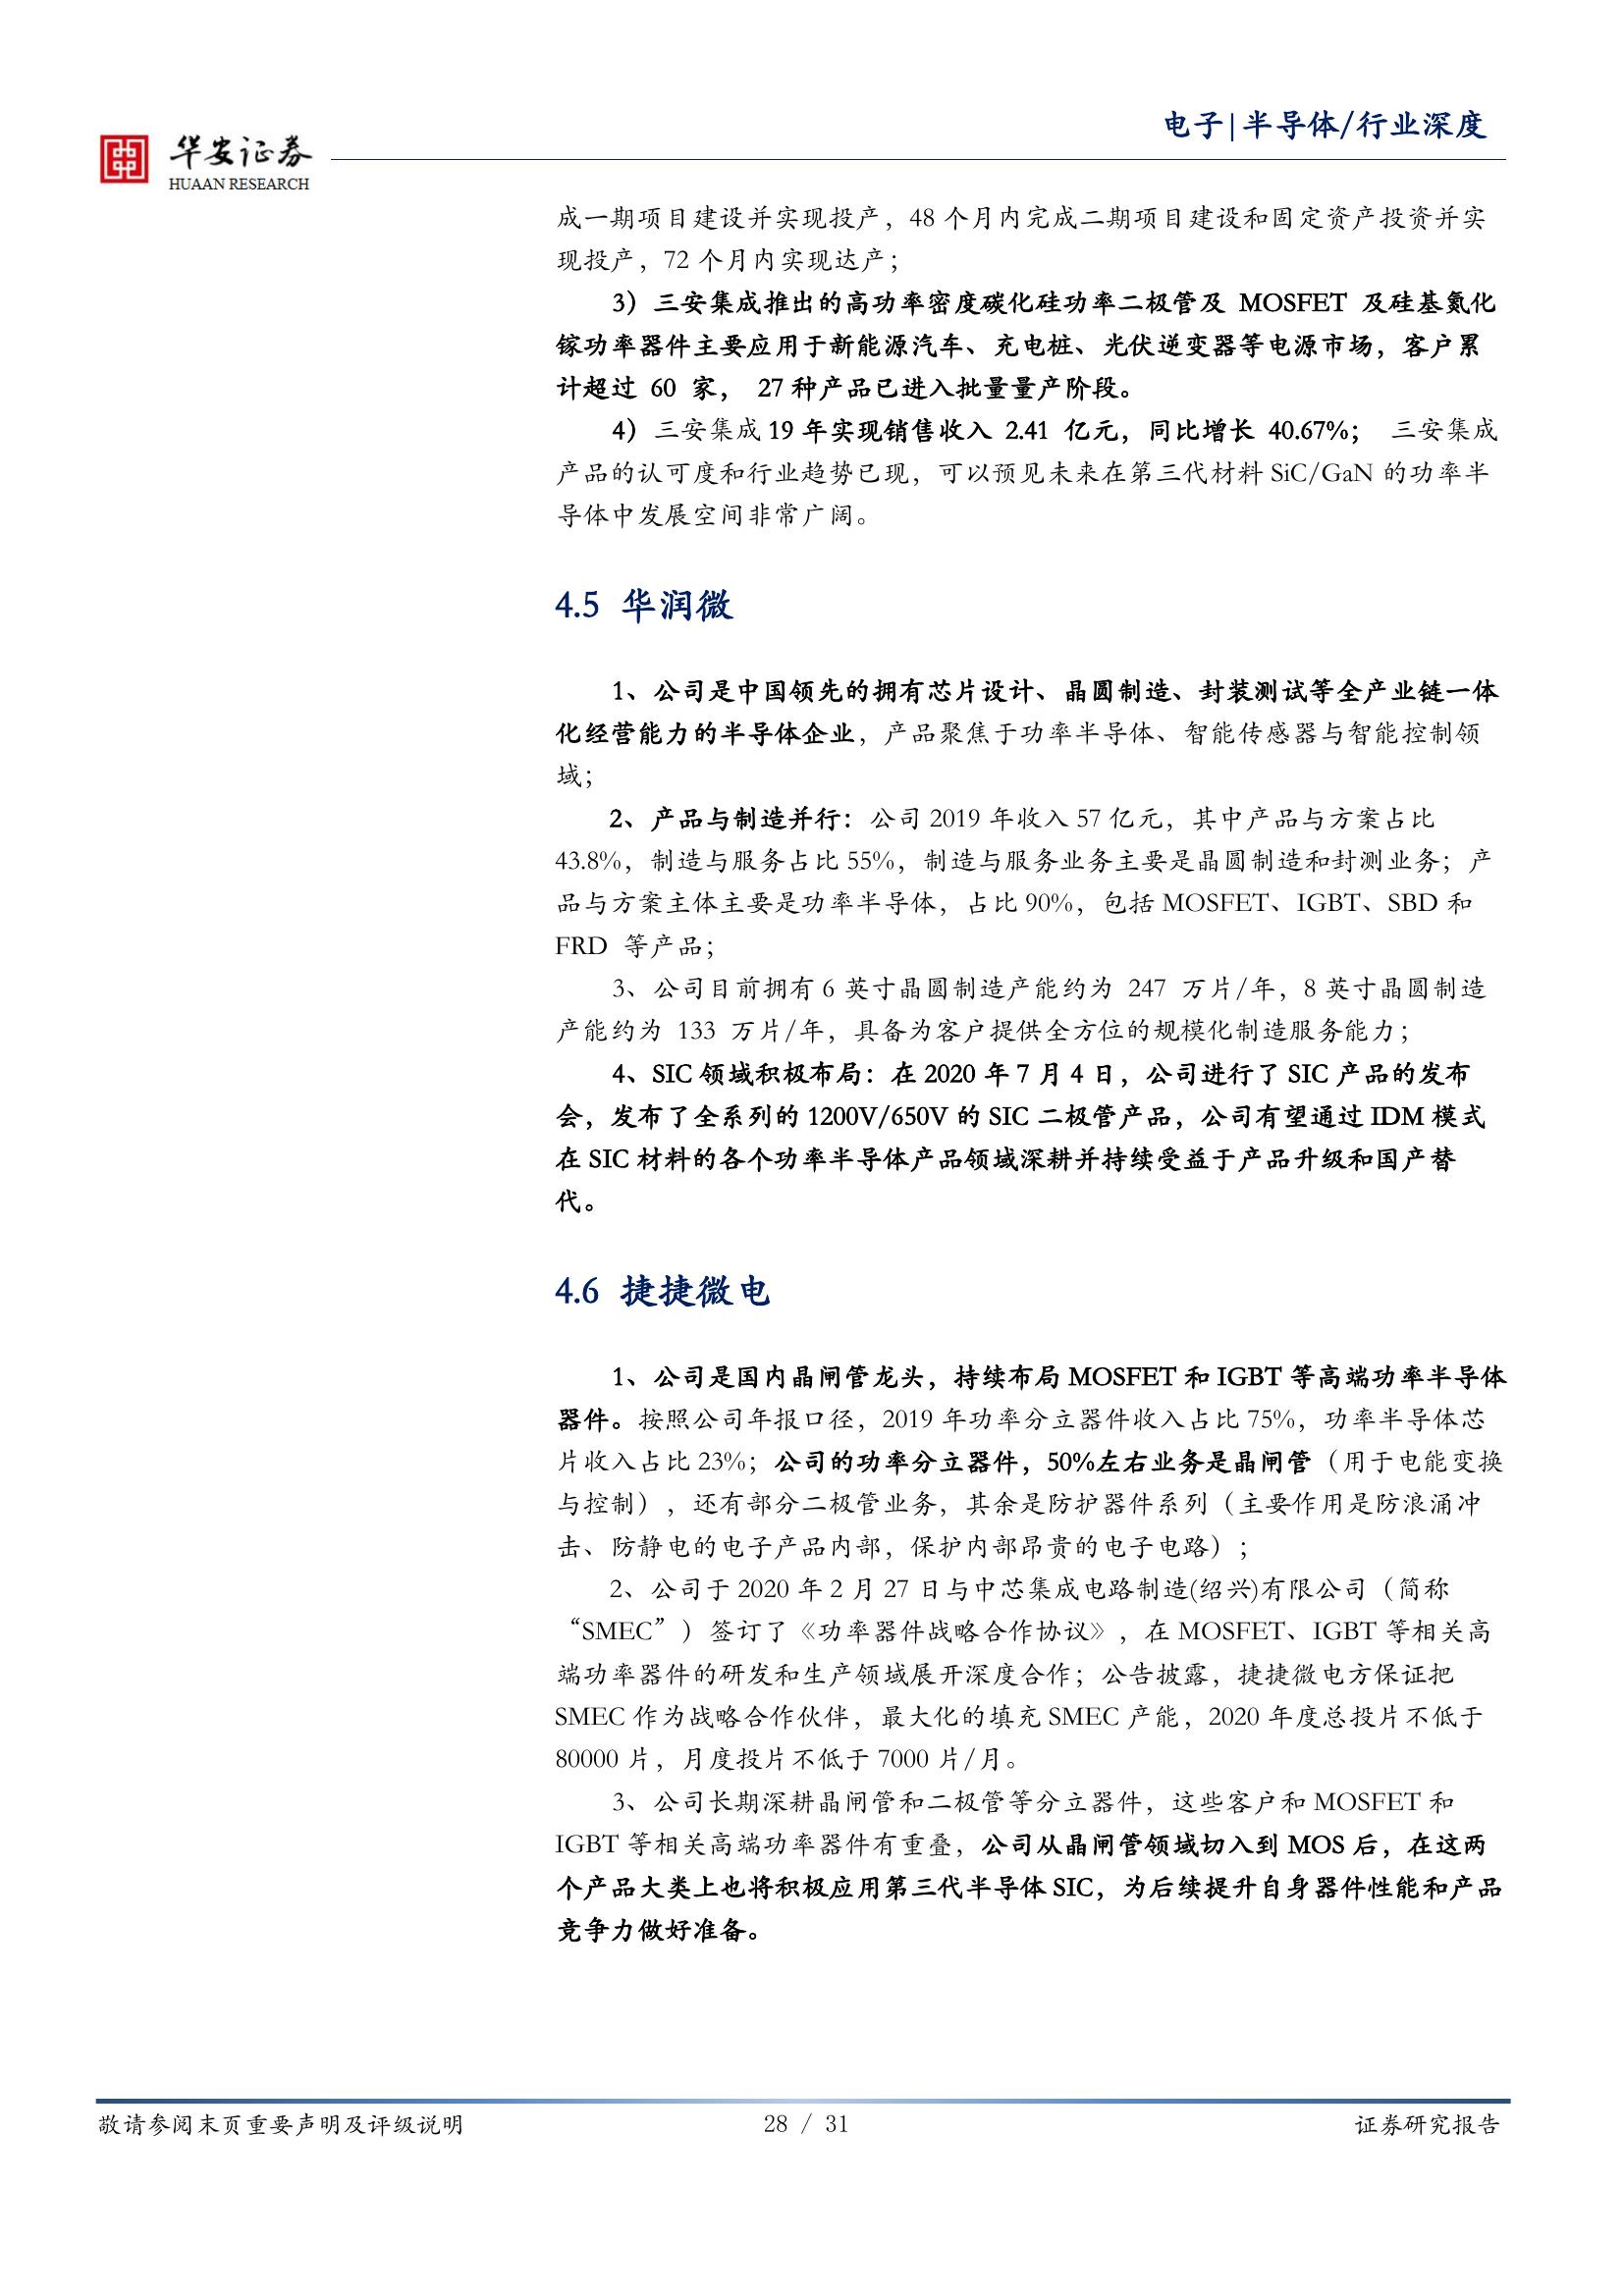 电子|半导体/行业深度
华安证券
HUAAN RESEARCH
成一期项目建设并实现投产，48 个月内完成二期项目建设和固定资产投资并实
现投产，72 个月内实现达产；
3）三安集成推出的高功率密度碳化硅功率二极管及 MOSFET 及硅基氮化
镓功率器件主要应用于新能源汽车、充电桩、光伏逆变器等电源市场，客户累
计超过 60 家， 27 种产品已进入批量量产阶段。
4）三安集成 19 年实现销售收入 2.41 亿元，同比增长 40.67%； 三安集成
产品的认可度和行业趋势已现，可以预见未来在第三代材料 SiC/GaN 的功率半
导体中发展空间非常广阔。
4.5 华润微
1、公司是中国领先的拥有芯片设计、晶圆制造、封装测试等全产业链一体
化经营能力的半导体企业，产品聚焦于功率半导体、智能传感器与智能控制领
域；
2、产品与制造并行：公司 2019 年收入 57 亿元，其中产品与方案占比
43.8%，制造与服务占比 55%，制造与服务业务主要是晶圆制造和封测业务；产
品与方案主体主要是功率半导体，占比 90%，包括 MOSFET、IGBT、SBD 和
FRD 等产品；
3、公司目前拥有 6 英寸晶圆制造产能约为 247 万片/年，8 英寸晶圆制造
产能约为 133 万片/年，具备为客户提供全方位的规模化制造服务能力；
4、SIC 领域积极布局：在 2020 年 7 月 4 日，公司进行了 SIC 产品的发布
会，发布了全系列的 1200V/650V 的 SIC 二极管产品，公司有望通过 IDM 模式
在 SIC 材料的各个功率半导体产品领域深耕并持续受益于产品升级和国产替
代。
4.6 捷捷微电
1、公司是国内晶闸管龙头，持续布局 MOSFET 和 IGBT 等高端功率半导体
器件。按照公司年报口径，2019 年功率分立器件收入占比 75%，功率半导体芯
片收入占比 23%；公司的功率分立器件，50%左右业务是晶闸管（用于电能变换
与控制），还有部分二极管业务，其余是防护器件系列（主要作用是防浪涌冲
击、防静电的电子产品内部，保护内部昂贵的电子电路）；
2、公司于 2020 年 2 月 27 日与中芯集成电路制造(绍兴)有限公司（简称
“SMEC”）签订了《功率器件战略合作协议》，在 MOSFET、IGBT 等相关高
端功率器件的研发和生产领域展开深度合作；公告披露，捷捷微电方保证把
SMEC 作为战略合作伙伴，最大化的填充 SMEC 产能，2020 年度总投片不低于
80000 片，月度投片不低于 7000 片/月。
3、公司长期深耕晶闸管和二极管等分立器件，这些客户和 MOSFET 和
IGBT 等相关高端功率器件有重叠，公司从晶闸管领域切入到 MOS 后，在这两
个产品大类上也将积极应用第三代半导体 SIC，为后续提升自身器件性能和产品
竞争力做好准备。
敬请参阅末页重要声明及评级说明
28 / 31
证券研究报告